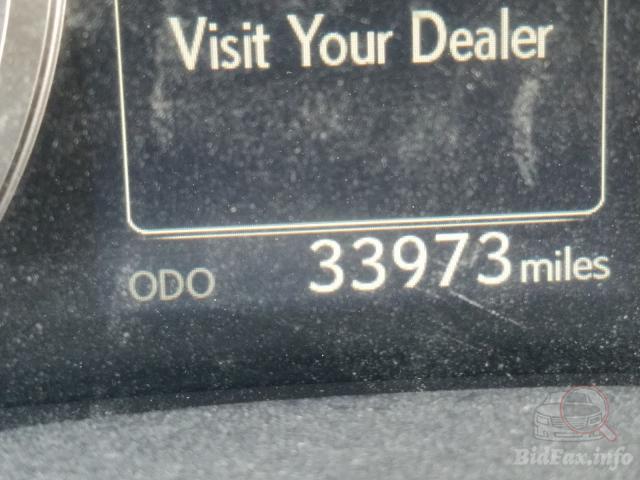 Visit Your Dealer
ODO 33973 miles
BidFax.info